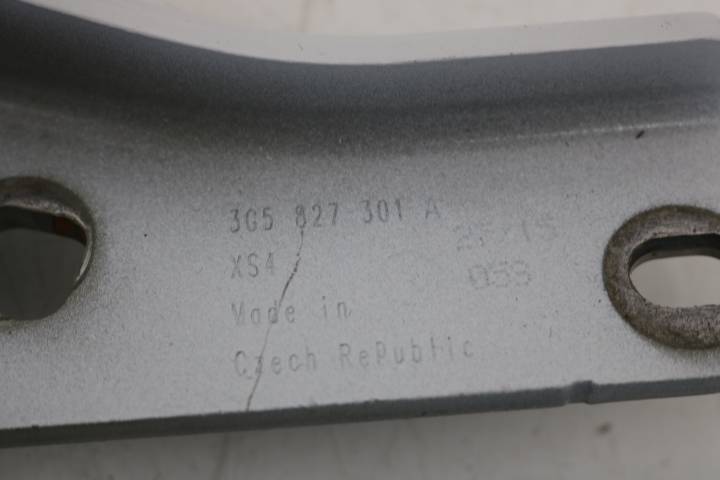 3G5 827 301 A
XS4
Made in
Czech RePublic